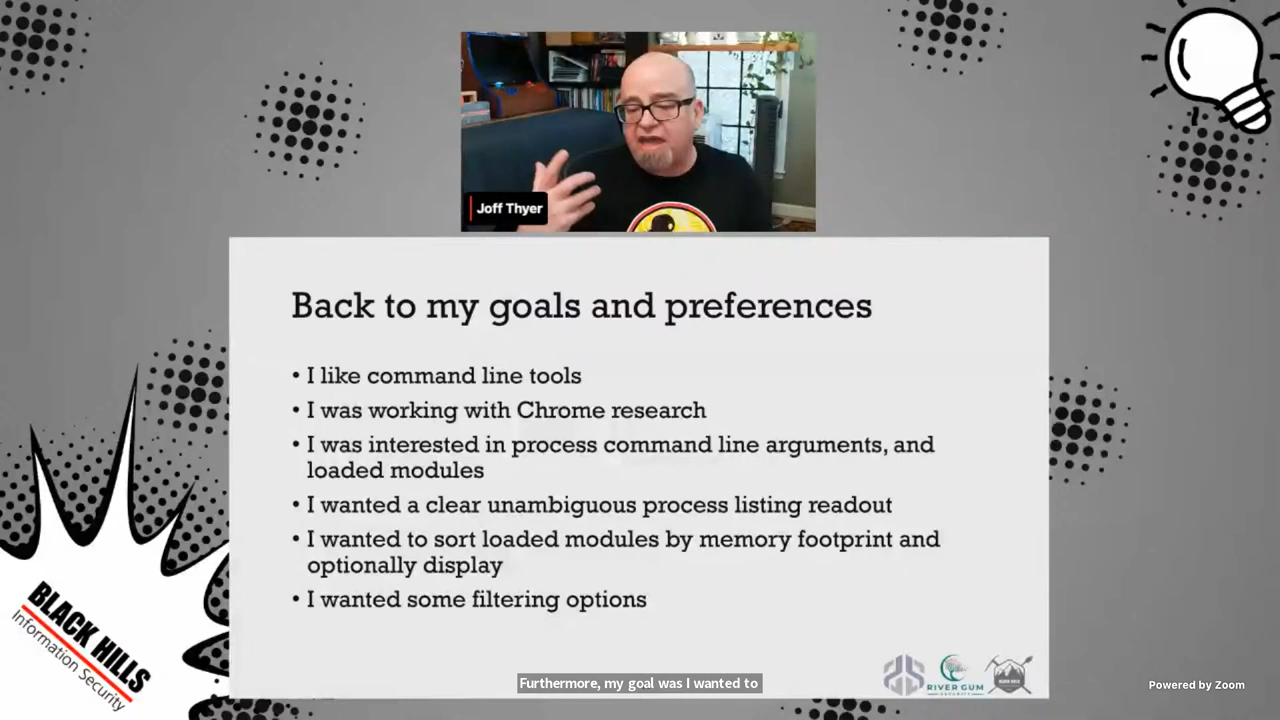 Joff Thyer
Back to my goals and preferences
• I like command line tools
• I was working with Chrome research
• I was interested in process command line arguments, and
loaded modules
• I wanted a clear unambiguous process listing readout
• I wanted to sort loaded modules by memory footprint and
optionally display
• I wanted some filtering options
BLACK HILLS
Information Security
RIVER GUM
Furthermore, my goal was I wanted to
Powered by Zoom